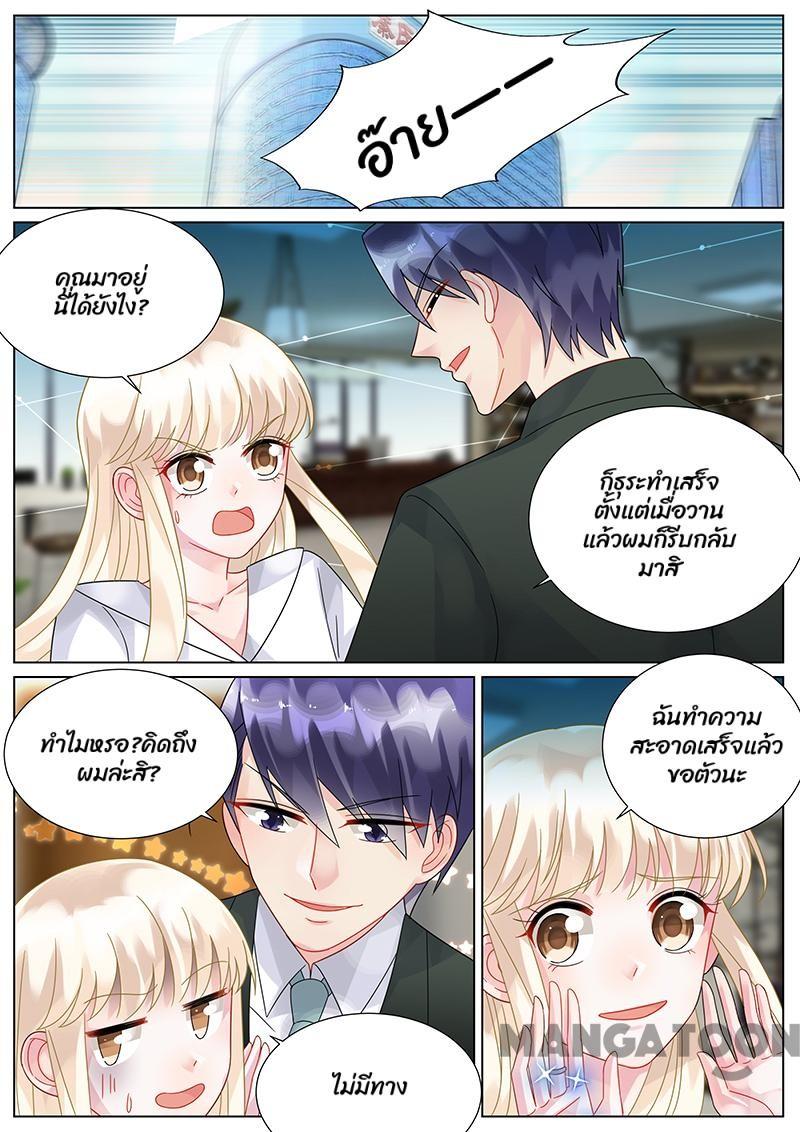 อ๊าย——
คุณมาอยู่
นี่ได้ยังไง?
ก็ธุระทำเสร็จ
ตั้งแต่เมื่อวาน
แล้วผมก็รีบกลับ
มาสิ
ทำไมหรอ?คิดถึง
ผมล่ะสิ?
ฉันทำความ
สะอาดเสร็จแล้ว
ขอตัวนะ
ไม่มีทาง
MANGATOON